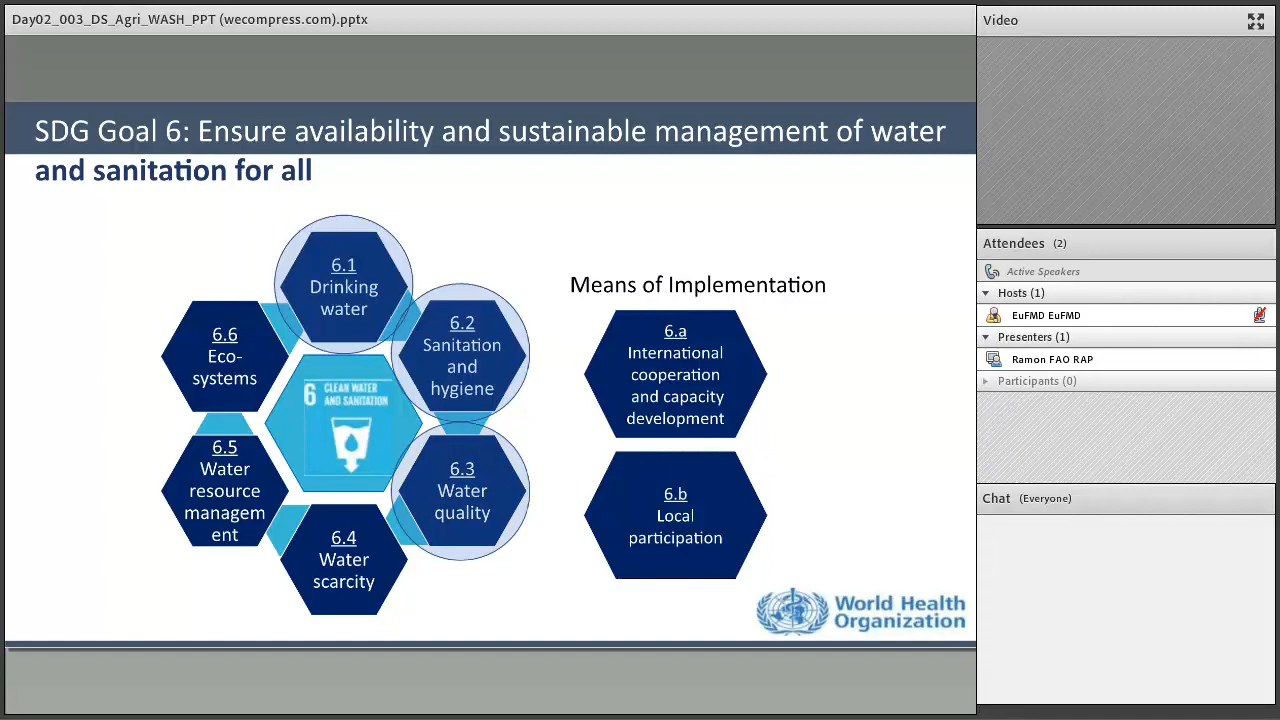 Day02_003_DS_Agri_WASH_PPT (wecompress.com).pptx
SDG Goal 6: Ensure availability and sustainable management of water
and sanitation for all
6.1
Drinking
water
6.2
Sanitation
and
hygiene
6.3
Water
quality
6.4
Water
scarcity
6.5
Water
resource
managem
ent
6.6
Eco-
systems
6 CLEAN WATER
AND SANITATION
Means of Implementation
6.a
International
cooperation
and capacity
development
6.b
Local
participation
World Health
Organization
Video
Attendees (2)
Active Speakers
Hosts (1)
EuFMD EuFMD
Presenters (1)
Ramon FAO RAP
Participants (0)
Chat (Everyone)